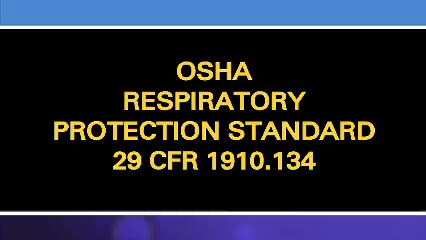 OSHA
RESPIRATORY
PROTECTION STANDARD
29 CFR 1910.134